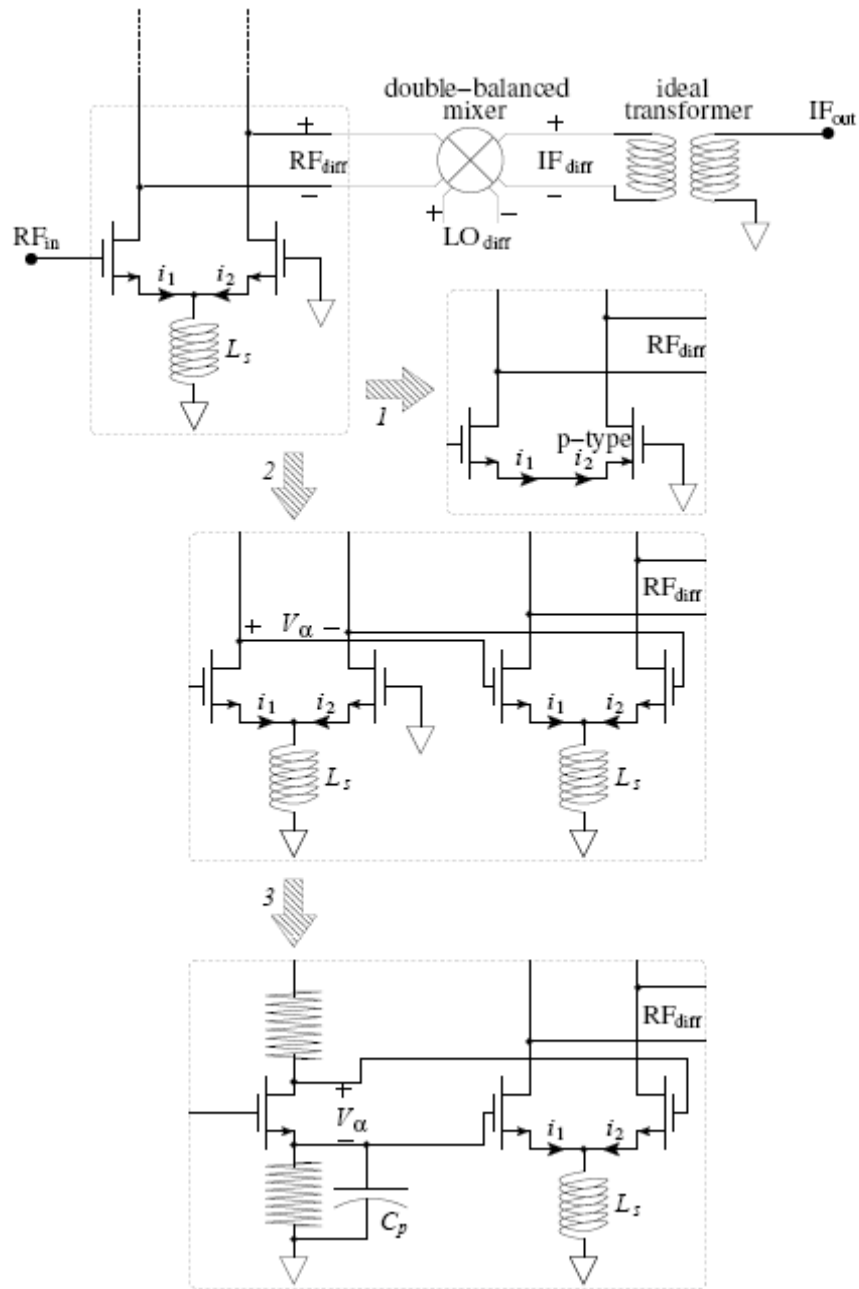 double-balanced mixer
ideal transformer
IF_out
+
RF_diff
−
+
IF_diff
−
+ −
LO_diff
RF_in
i_1 i_2
L_s
1
RF_diff
p-type
i_1 i_2
2
RF_diff
+ V_α −
i_1 i_2
i_1 i_2
L_s
L_s
3
RF_diff
+
V_α
−
i_1 i_2
C_p
L_s